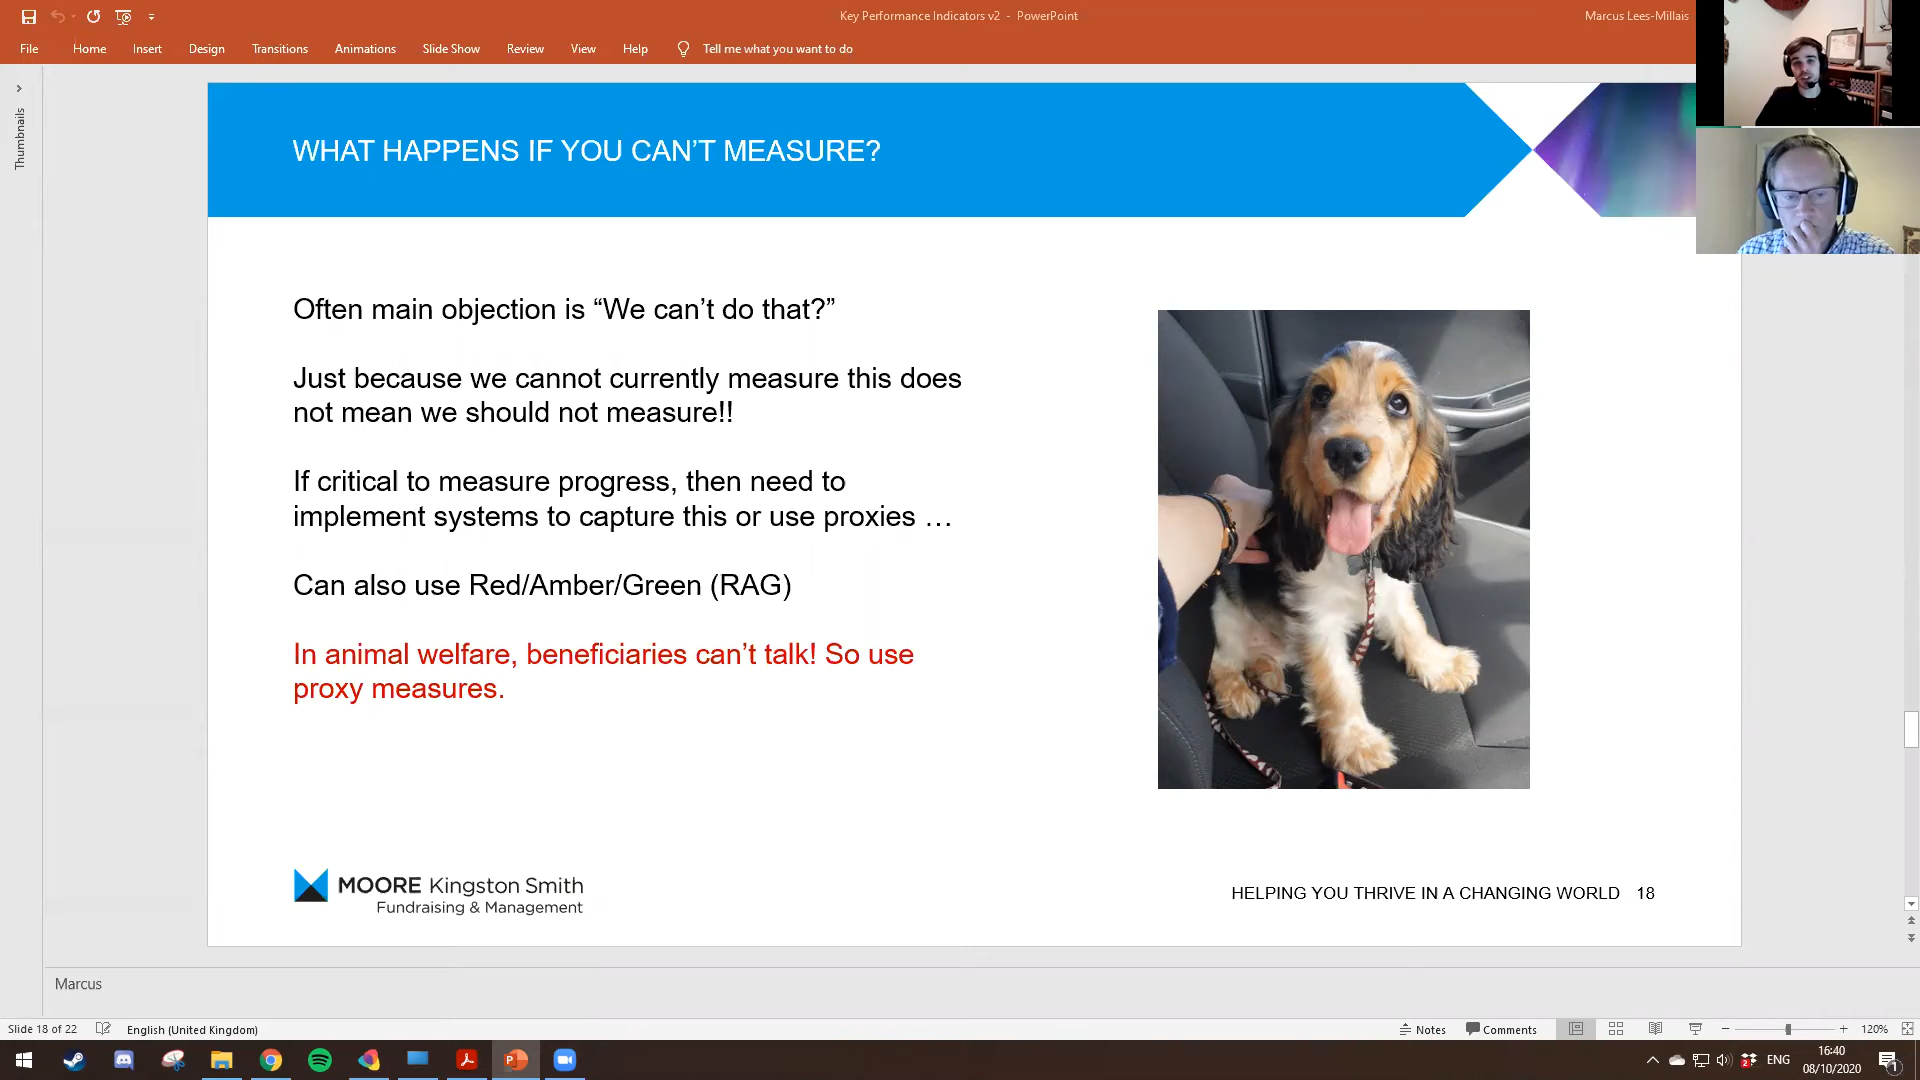 Key Performance Indicators v2 - PowerPoint
Marcus Lees-Millais
File Home Insert Design Transitions Animations Slide Show Review View Help Tell me what you want to do
Thumbnails
WHAT HAPPENS IF YOU CAN’T MEASURE?
Often main objection is “We can’t do that?”
Just because we cannot currently measure this does
not mean we should not measure!!
If critical to measure progress, then need to
implement systems to capture this or use proxies …
Can also use Red/Amber/Green (RAG)
In animal welfare, beneficiaries can’t talk! So use
proxy measures.
MOORE Kingston Smith
Fundraising & Management
HELPING YOU THRIVE IN A CHANGING WORLD 18
Marcus
Slide 18 of 22 English (United Kingdom) Notes Comments 120%
ENG
16:40
08/10/2020